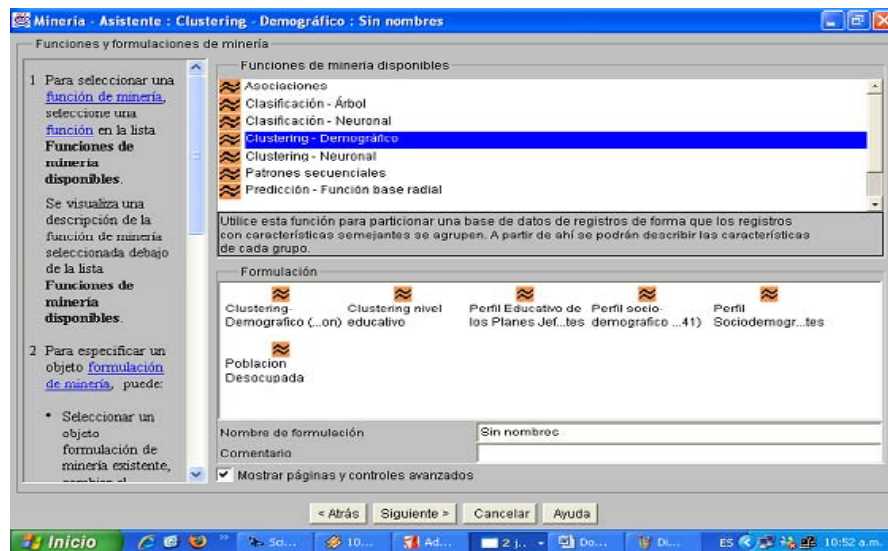 Minería - Asistente : Clustering - Demográfico : Sin nombres
Funciones y formulaciones de minería
1 Para seleccionar una
función de minería,
seleccione una
función en la lista
Funciones de
minería
disponibles.
Se visualiza una
descripción de la
función de minería
seleccionada debajo
de la lista
Funciones de
minería
disponibles.
2 Para especificar un
objeto formulación
de minería, puede:
• Seleccionar un
objeto
formulación de
minería existente,
Funciones de minería disponibles
Asociaciones
Clasificación - Árbol
Clasificación - Neuronal
Clustering - Demográfico
Clustering - Neuronal
Patrones secuenciales
Predicción - Función base radial
Utilice esta función para particionar una base de datos de registros de forma que los registros
con características semejantes se agrupen. A partir de ahí se podrán describir las características
de cada grupo.
Formulación
Clustering-
Demografico (...on)
Clustering nivel
educativo
Perfil Educativo de
los Planes Jef...tes
Perfil socio-
demografico ...41)
Perfil
Sociodemogr...tes
Poblacion
Desocupada
Nombre de formulación
Sin nombres
Comentario
Mostrar páginas y controles avanzados
< Atrás
Siguiente >
Cancelar
Ayuda
Inicio
So...
10...
Ad...
2 j...
Do...
Di...
ES
10:52 a.m.